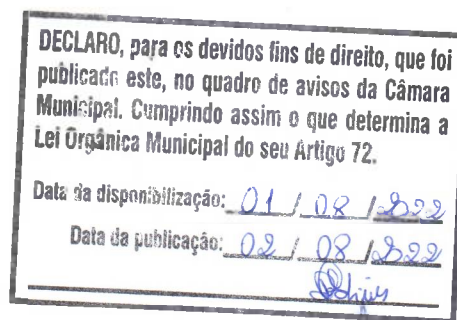 DECLARO, para os devidos fins de direito, que foi
publicado este, no quadro de avisos da Câmara
Municipal. Cumprindo assim o que determina a
Lei Orgânica Municipal do seu Artigo 72.
Data da disponibilização: 01 / 08 / 2022
Data da publicação: 02 / 08 / 2022